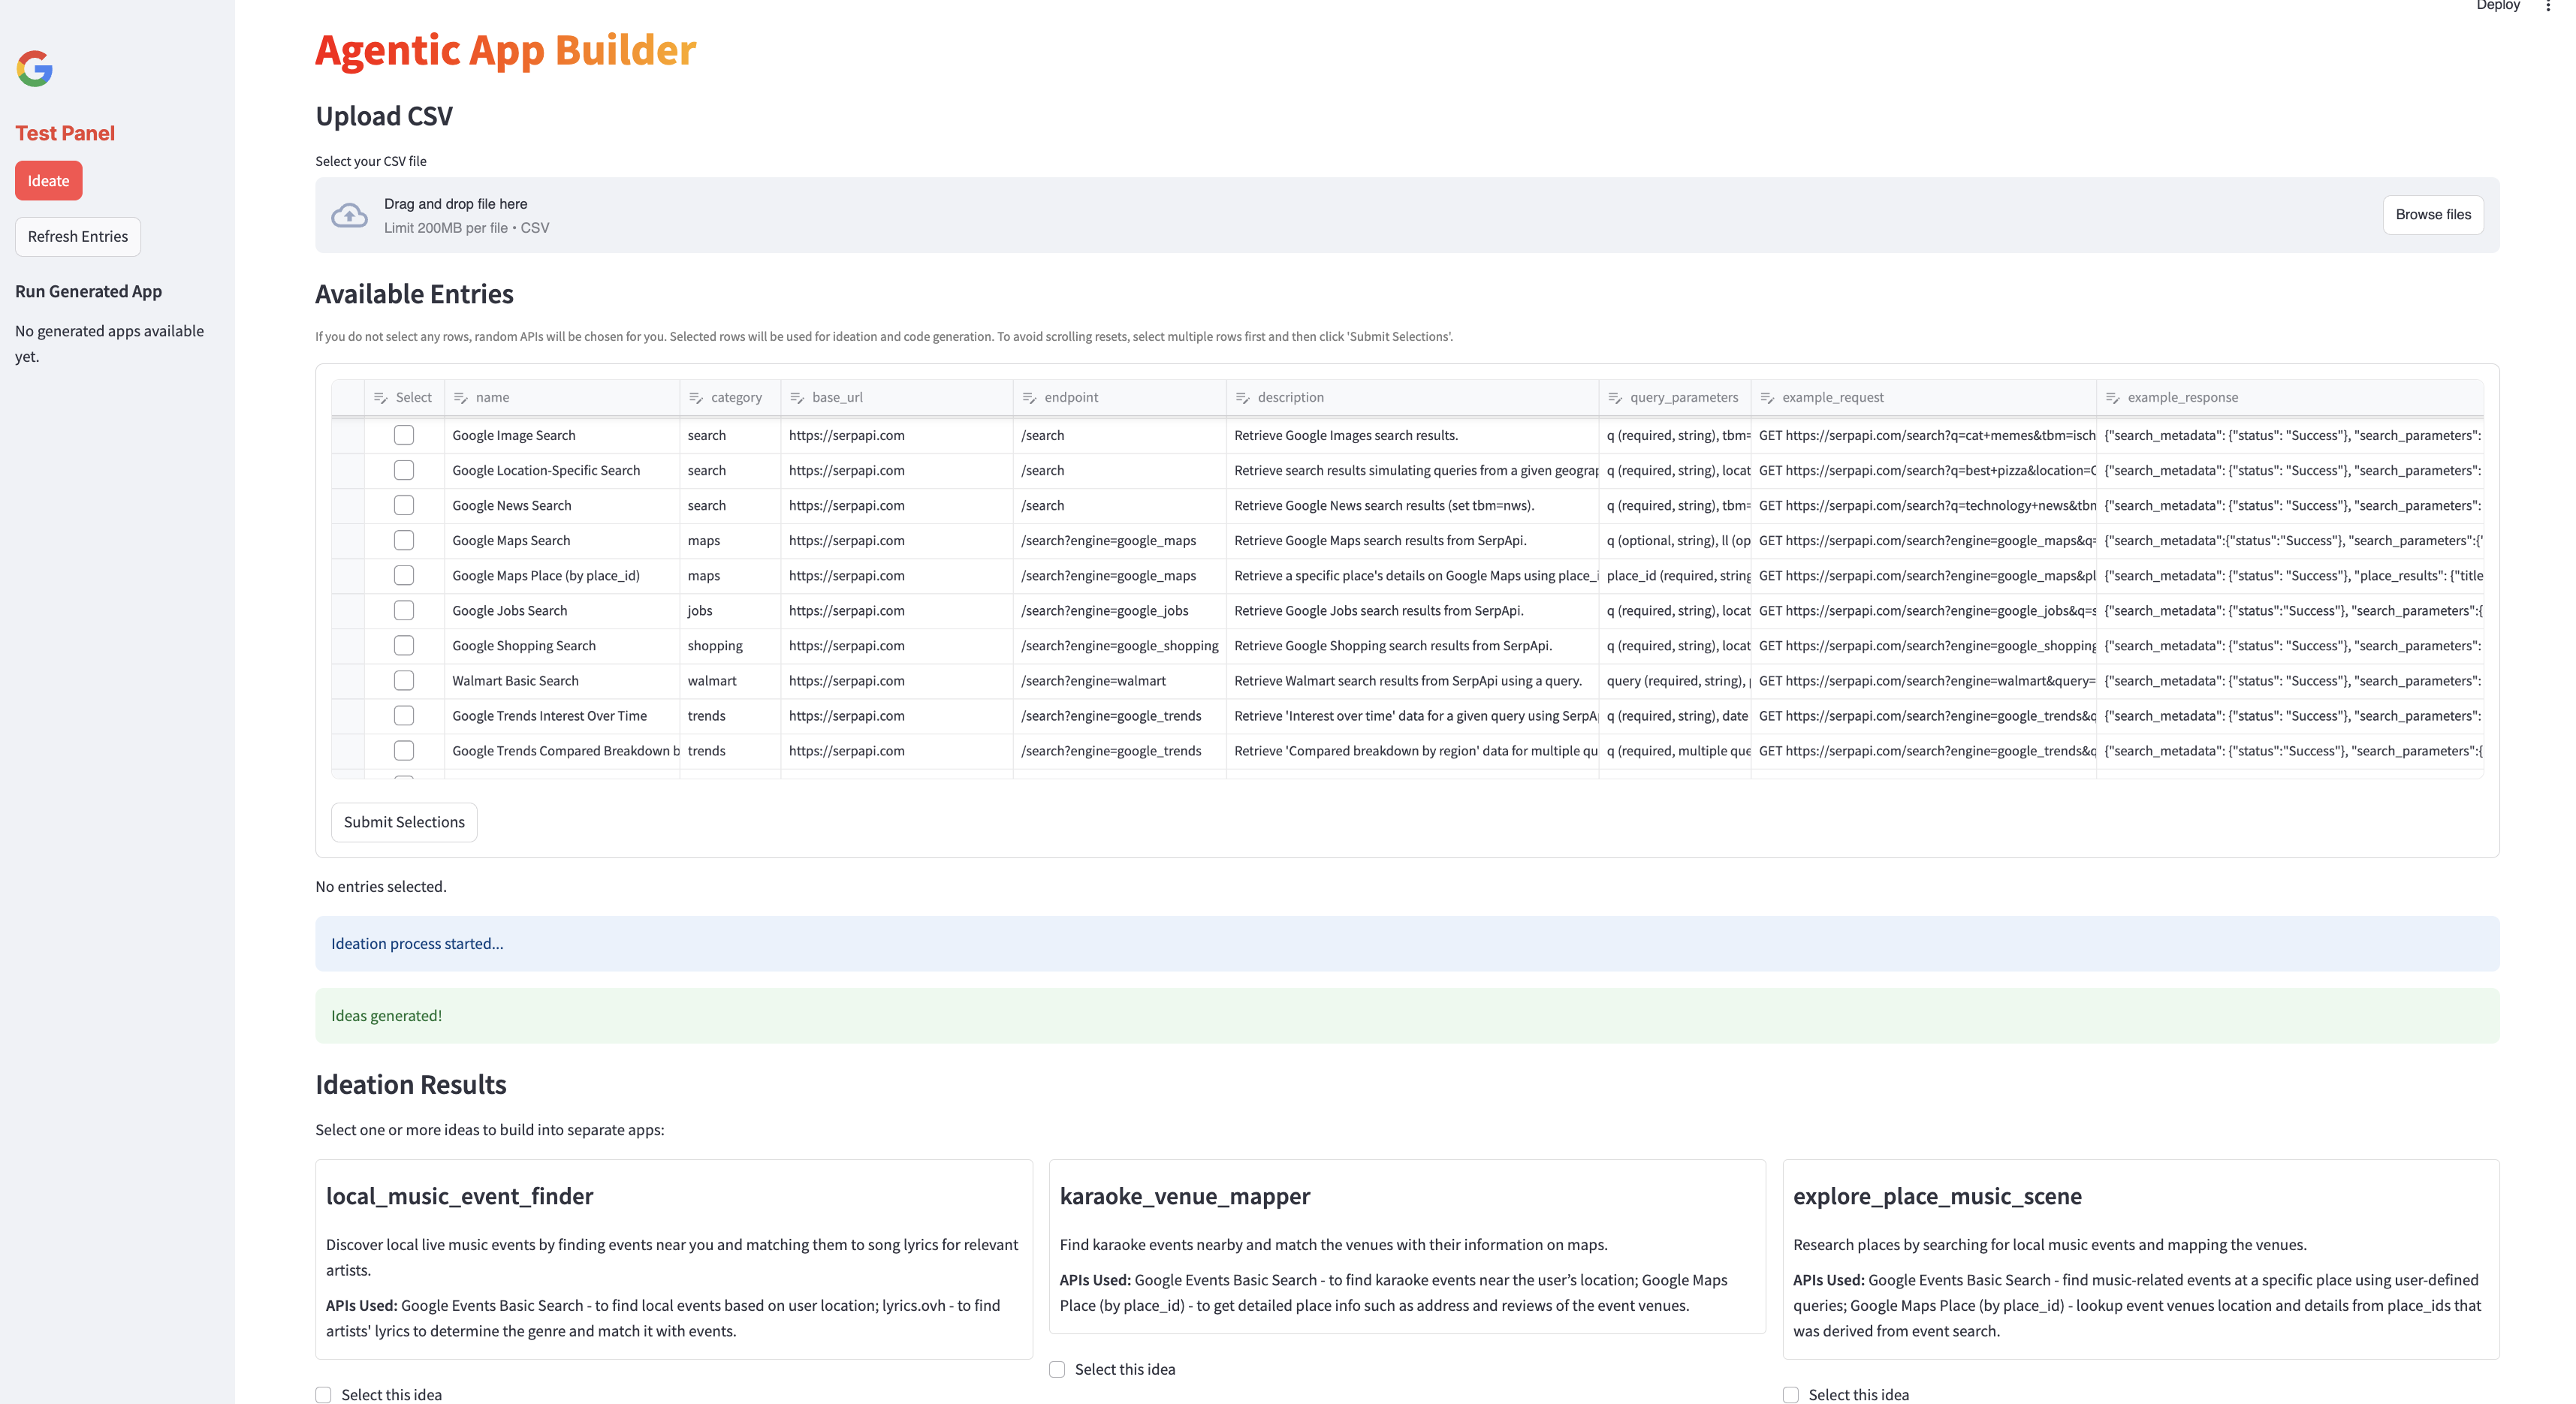 Deploy
Agentic App Builder
Test Panel
Ideate
Refresh Entries
Run Generated App
No generated apps available
yet.
Upload CSV
Select your CSV file
Drag and drop file here
Limit 200MB per file • CSV
Browse files
Available Entries
If you do not select any rows, random APIs will be chosen for you. Selected rows will be used for ideation and code generation. To avoid scrolling resets, select multiple rows first and then click 'Submit Selections'.
Select name category base_url endpoint description query_parameters example_request example_response
Google Image Search search https://serpapi.com /search Retrieve Google Images search results. q (required, string), tbm= GET https://serpapi.com/search?q=cat+memes&tbm=isch {"search_metadata": {"status": "Success"}, "search_parameters":
Google Location-Specific Search search https://serpapi.com /search Retrieve search results simulating queries from a given geograp q (required, string), locat GET https://serpapi.com/search?q=best+pizza&location=C {"search_metadata": {"status": "Success"}, "search_parameters":
Google News Search search https://serpapi.com /search Retrieve Google News search results (set tbm=nws). q (required, string), tbm= GET https://serpapi.com/search?q=technology+news&tbn {"search_metadata": {"status": "Success"}, "search_parameters":
Google Maps Search maps https://serpapi.com /search?engine=google_maps Retrieve Google Maps search results from SerpApi. q (optional, string), ll (op GET https://serpapi.com/search?engine=google_maps&q= {"search_metadata":{"status":"Success"}, "search_parameters":{"
Google Maps Place (by place_id) maps https://serpapi.com /search?engine=google_maps Retrieve a specific place's details on Google Maps using place_i place_id (required, string GET https://serpapi.com/search?engine=google_maps&pl {"search_metadata": {"status": "Success"}, "place_results": {"title
Google Jobs Search jobs https://serpapi.com /search?engine=google_jobs Retrieve Google Jobs search results from SerpApi. q (required, string), locat GET https://serpapi.com/search?engine=google_jobs&q=s {"search_metadata": {"status":"Success"}, "search_parameters":{
Google Shopping Search shopping https://serpapi.com /search?engine=google_shopping Retrieve Google Shopping search results from SerpApi. q (required, string), locat GET https://serpapi.com/search?engine=google_shopping {"search_metadata": {"status": "Success"}, "search_parameters":
Walmart Basic Search walmart https://serpapi.com /search?engine=walmart Retrieve Walmart search results from SerpApi using a query. query (required, string), GET https://serpapi.com/search?engine=walmart&query= {"search_metadata": {"status": "Success"}, "search_parameters":
Google Trends Interest Over Time trends https://serpapi.com /search?engine=google_trends Retrieve 'Interest over time' data for a given query using SerpA q (required, string), date GET https://serpapi.com/search?engine=google_trends&q {"search_metadata": {"status": "Success"}, "search_parameters":
Google Trends Compared Breakdown b trends https://serpapi.com /search?engine=google_trends Retrieve 'Compared breakdown by region' data for multiple qu q (required, multiple que GET https://serpapi.com/search?engine=google_trends&q {"search_metadata": {"status":"Success"}, "search_parameters":{
Submit Selections
No entries selected.
Ideation process started...
Ideas generated!
Ideation Results
Select one or more ideas to build into separate apps:
local_music_event_finder
Discover local live music events by finding events near you and matching them to song lyrics for relevant
artists.
APIs Used: Google Events Basic Search - to find local events based on user location; lyrics.ovh - to find
artists' lyrics to determine the genre and match it with events.
Select this idea
karaoke_venue_mapper
Find karaoke events nearby and match the venues with their information on maps.
APIs Used: Google Events Basic Search - to find karaoke events near the user’s location; Google Maps
Place (by place_id) - to get detailed place info such as address and reviews of the event venues.
Select this idea
explore_place_music_scene
Research places by searching for local music events and mapping the venues.
APIs Used: Google Events Basic Search - find music-related events at a specific place using user-defined
queries; Google Maps Place (by place_id) - lookup event venues location and details from place_ids that
was derived from event search.
Select this idea